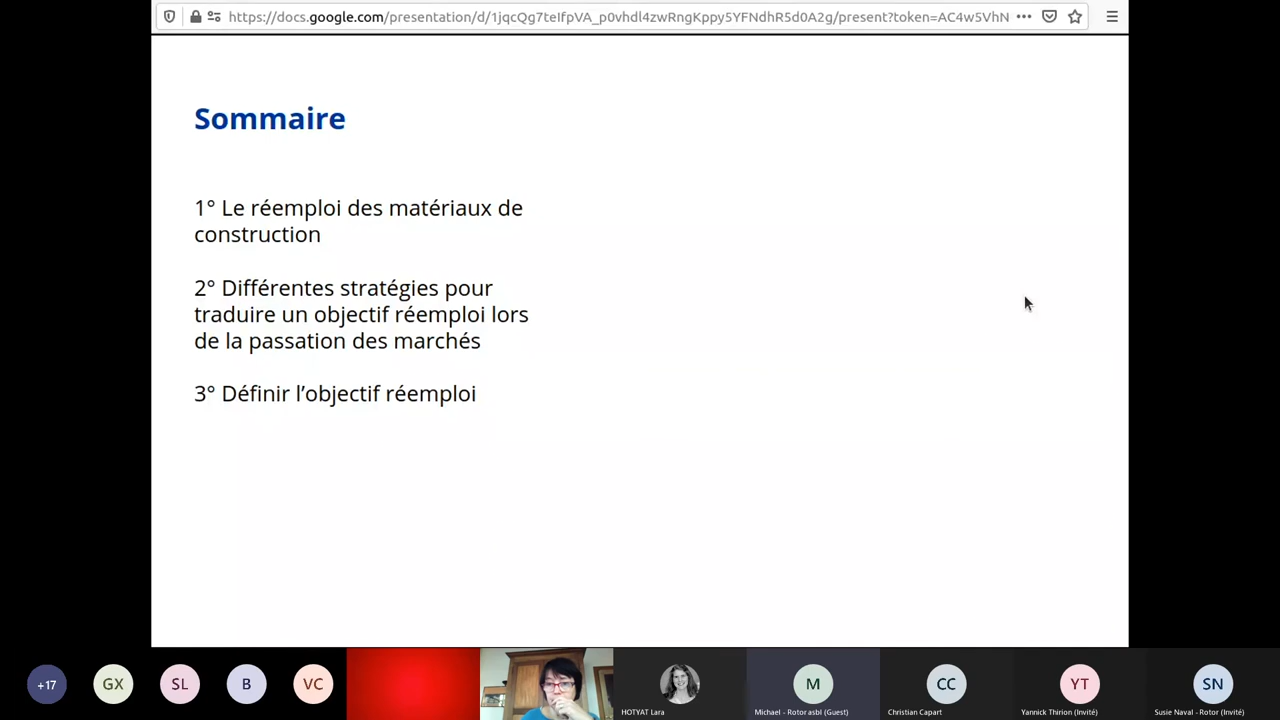 https://docs.google.com/presentation/d/1jqcQg7teIfpVA_p0vhdl4zwRngKppy5YFNdhR5d0A2g/present?token=AC4w5VhN
Sommaire
1° Le réemploi des matériaux de
construction
2° Différentes stratégies pour
traduire un objectif réemploi lors
de la passation des marchés
3° Définir l’objectif réemploi
+17
GX
SL
B
VC
HOTYAT Lara
M
Michael - Rotor asbl (Guest)
CC
Christian Capart
YT
Yannick Thirion (Invité)
SN
Susie Naval - Rotor (Invité)